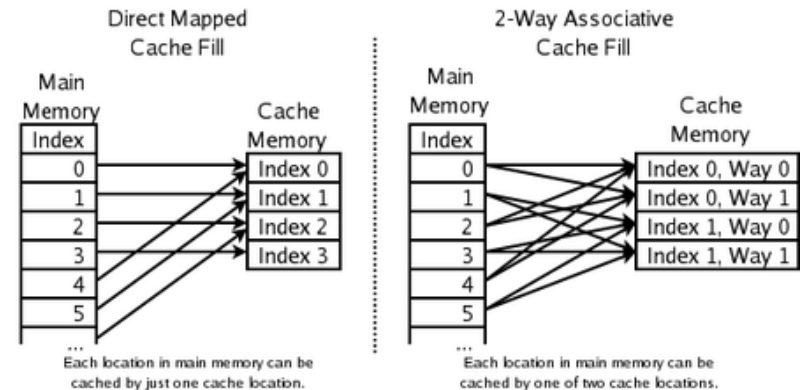 Direct Mapped
Cache Fill
Main
Memory
Index
0
1
2
3
4
5
...
Cache
Memory
Index 0
Index 1
Index 2
Index 3
Each location in main memory can be
cached by just one cache location.
2-Way Associative
Cache Fill
Main
Memory
Index
0
1
2
3
4
5
...
Cache
Memory
Index 0, Way 0
Index 0, Way 1
Index 1, Way 0
Index 1, Way 1
Each location in main memory can be
cached by one of two cache locations.